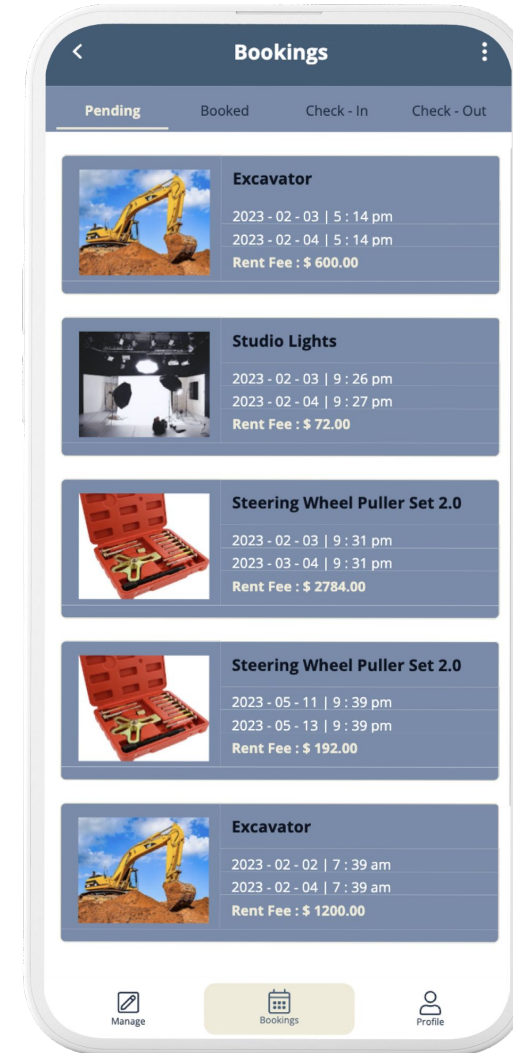 Bookings
Pending Booked Check - In Check - Out
Excavator
2023 - 02 - 03 | 5 : 14 pm
2023 - 02 - 04 | 5 : 14 pm
Rent Fee : $ 600.00
Studio Lights
2023 - 02 - 03 | 9 : 26 pm
2023 - 02 - 04 | 9 : 27 pm
Rent Fee : $ 72.00
Steering Wheel Puller Set 2.0
2023 - 02 - 03 | 9 : 31 pm
2023 - 03 - 04 | 9 : 31 pm
Rent Fee : $ 2784.00
Steering Wheel Puller Set 2.0
2023 - 05 - 11 | 9 : 39 pm
2023 - 05 - 13 | 9 : 39 pm
Rent Fee : $ 192.00
Excavator
2023 - 02 - 02 | 7 : 39 am
2023 - 02 - 04 | 7 : 39 am
Rent Fee : $ 1200.00
Manage Bookings Profile